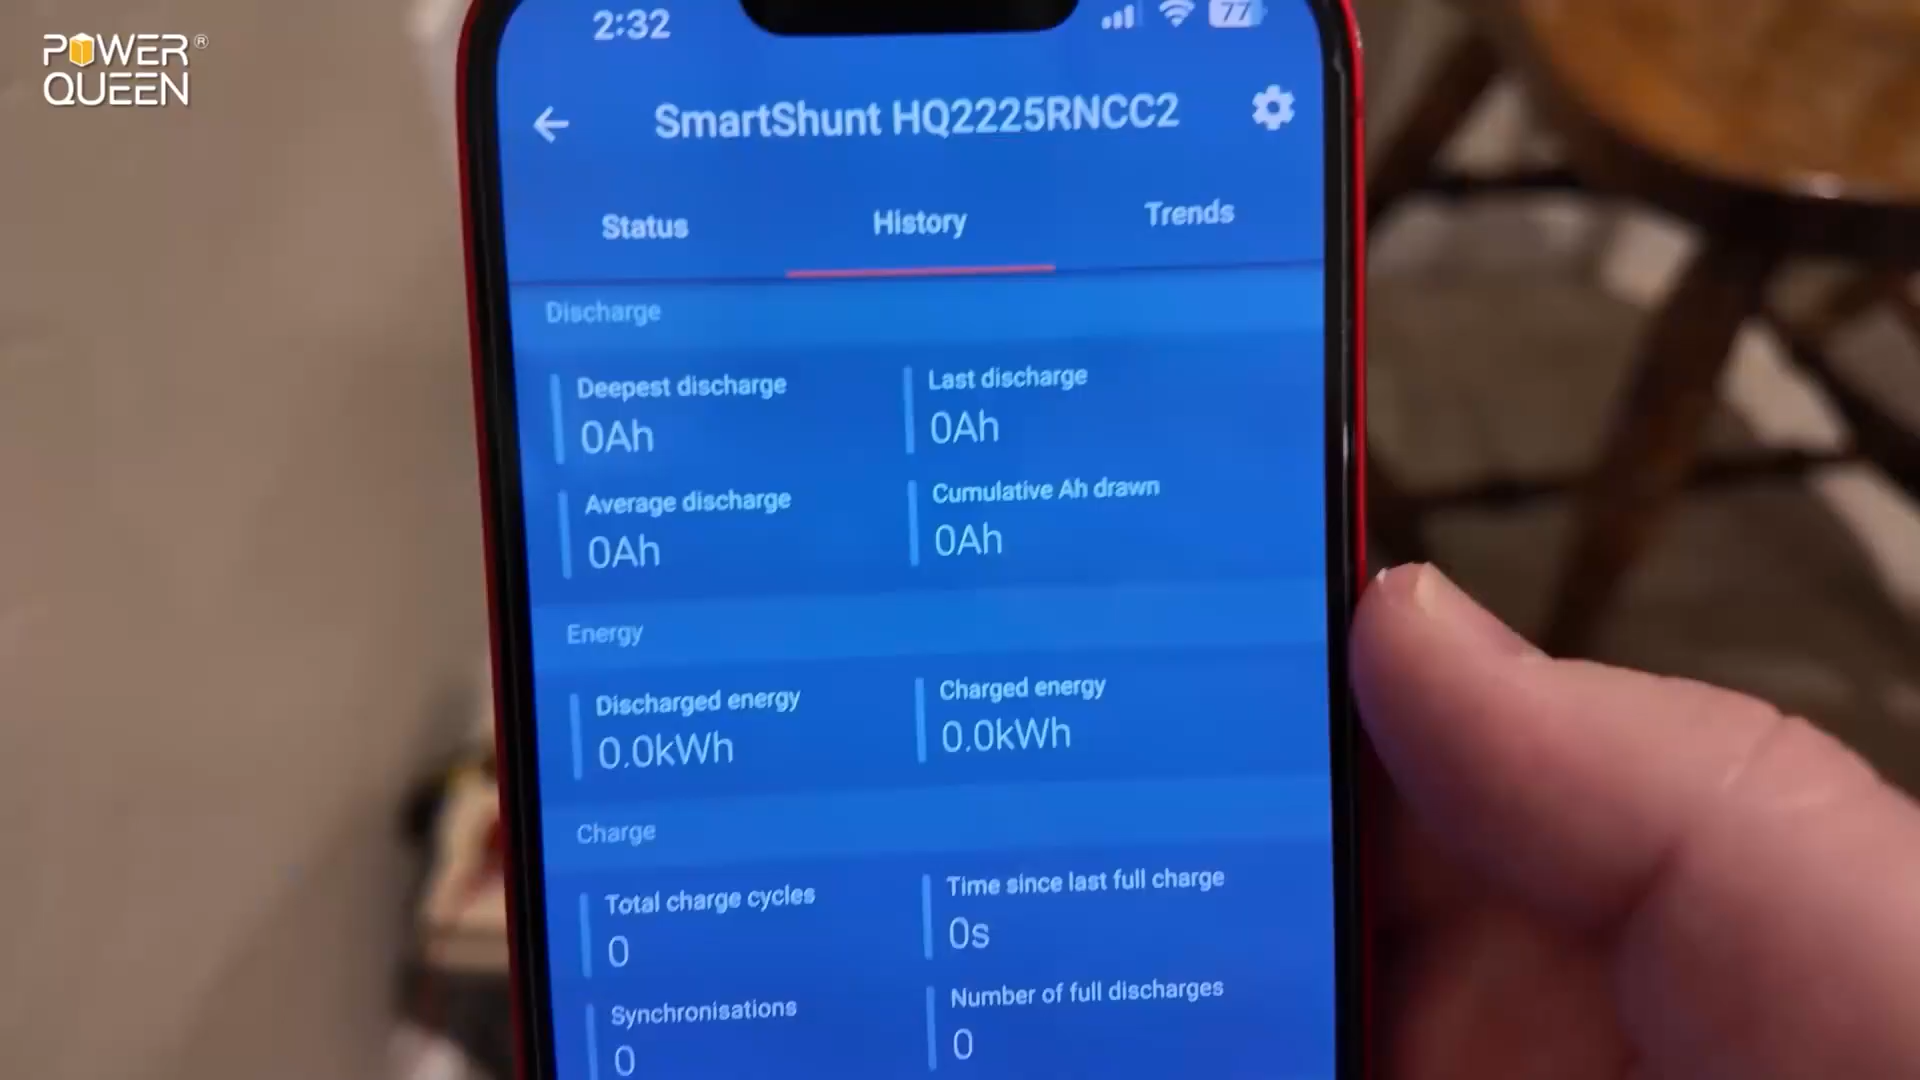 POWER
QUEEN®
2:32
77
SmartShunt HQ2225RNCC2
Status
History
Trends
Discharge
Deepest discharge
Last discharge
0Ah
0Ah
Average discharge
Cumulative Ah drawn
0Ah
0Ah
Energy
Discharged energy
Charged energy
0.0kWh
0.0kWh
Charge
Total charge cycles
Time since last full charge
0
0s
Synchronisations
Number of full discharges
0
0